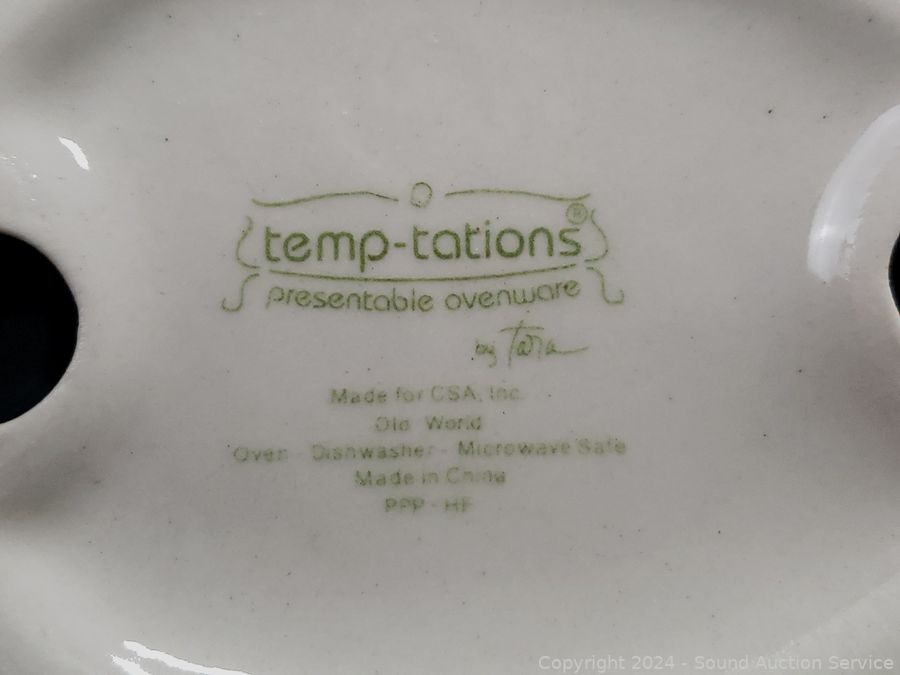 temp-tations®
presentable ovenware
by Tara
Made for CSA, Inc.
Old World
Oven - Dishwasher - Microwave Safe
Made in China
PPP - HF
Copyright 2024 - Sound Auction Service